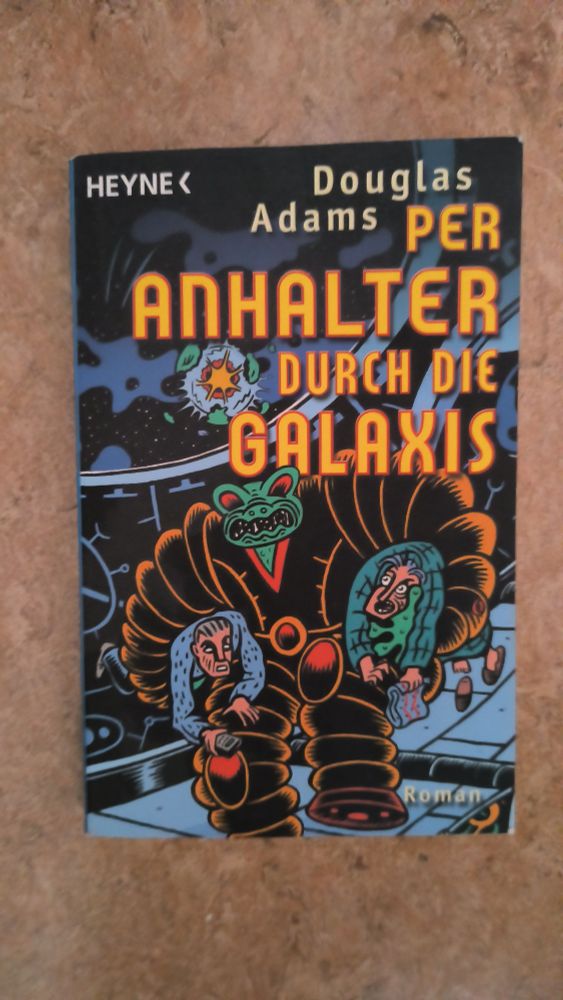 HEYNE
Douglas
Adams
PER
ANHALTER
DURCH DIE
GALAXIS
Roman